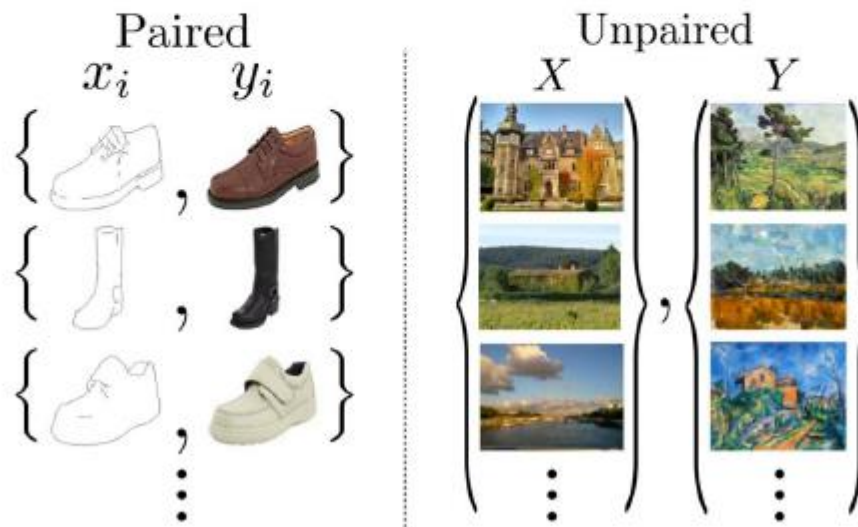 Paired
x_i y_i
{ , }
{ , }
{ , }
⋮
Unpaired
X Y
{ } , { }
⋮ ⋮